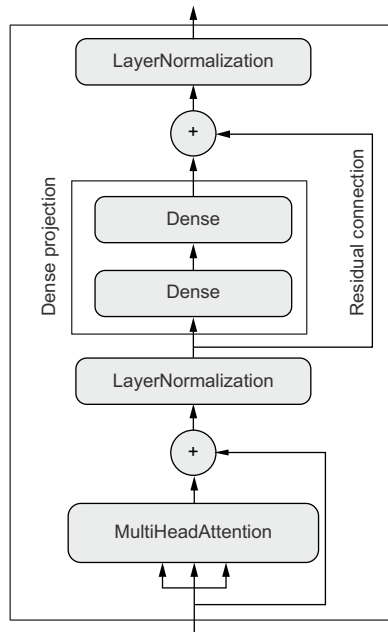 LayerNormalization
+
Dense projection
Dense
Dense
Residual connection
LayerNormalization
+
MultiHeadAttention